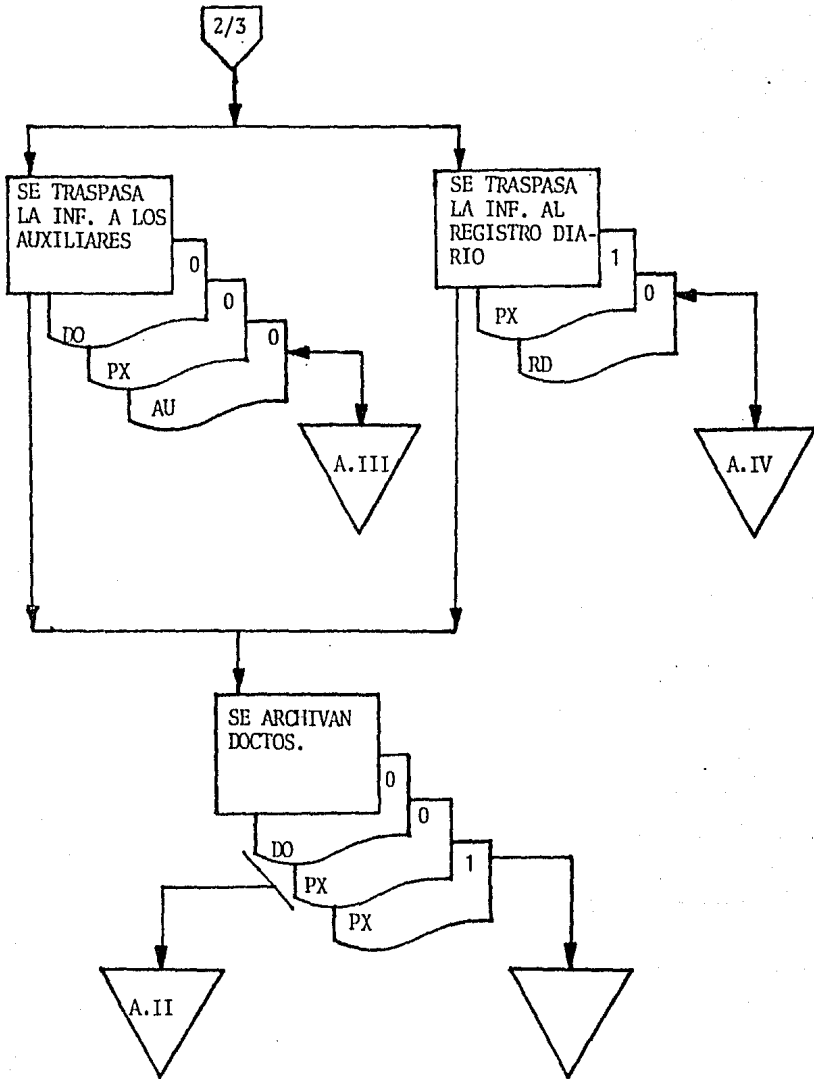 2/3
SE TRASPASA
LA INF. A LOS
AUXILIARES
0
0
0
DO
PX
AU
A.III
SE TRASPASA
LA INF. AL
REGISTRO DIA-
RIO
1
0
PX
RD
A.IV
SE ARCHIVAN
DOCTOS.
0
0
1
DO
PX
PX
A.II